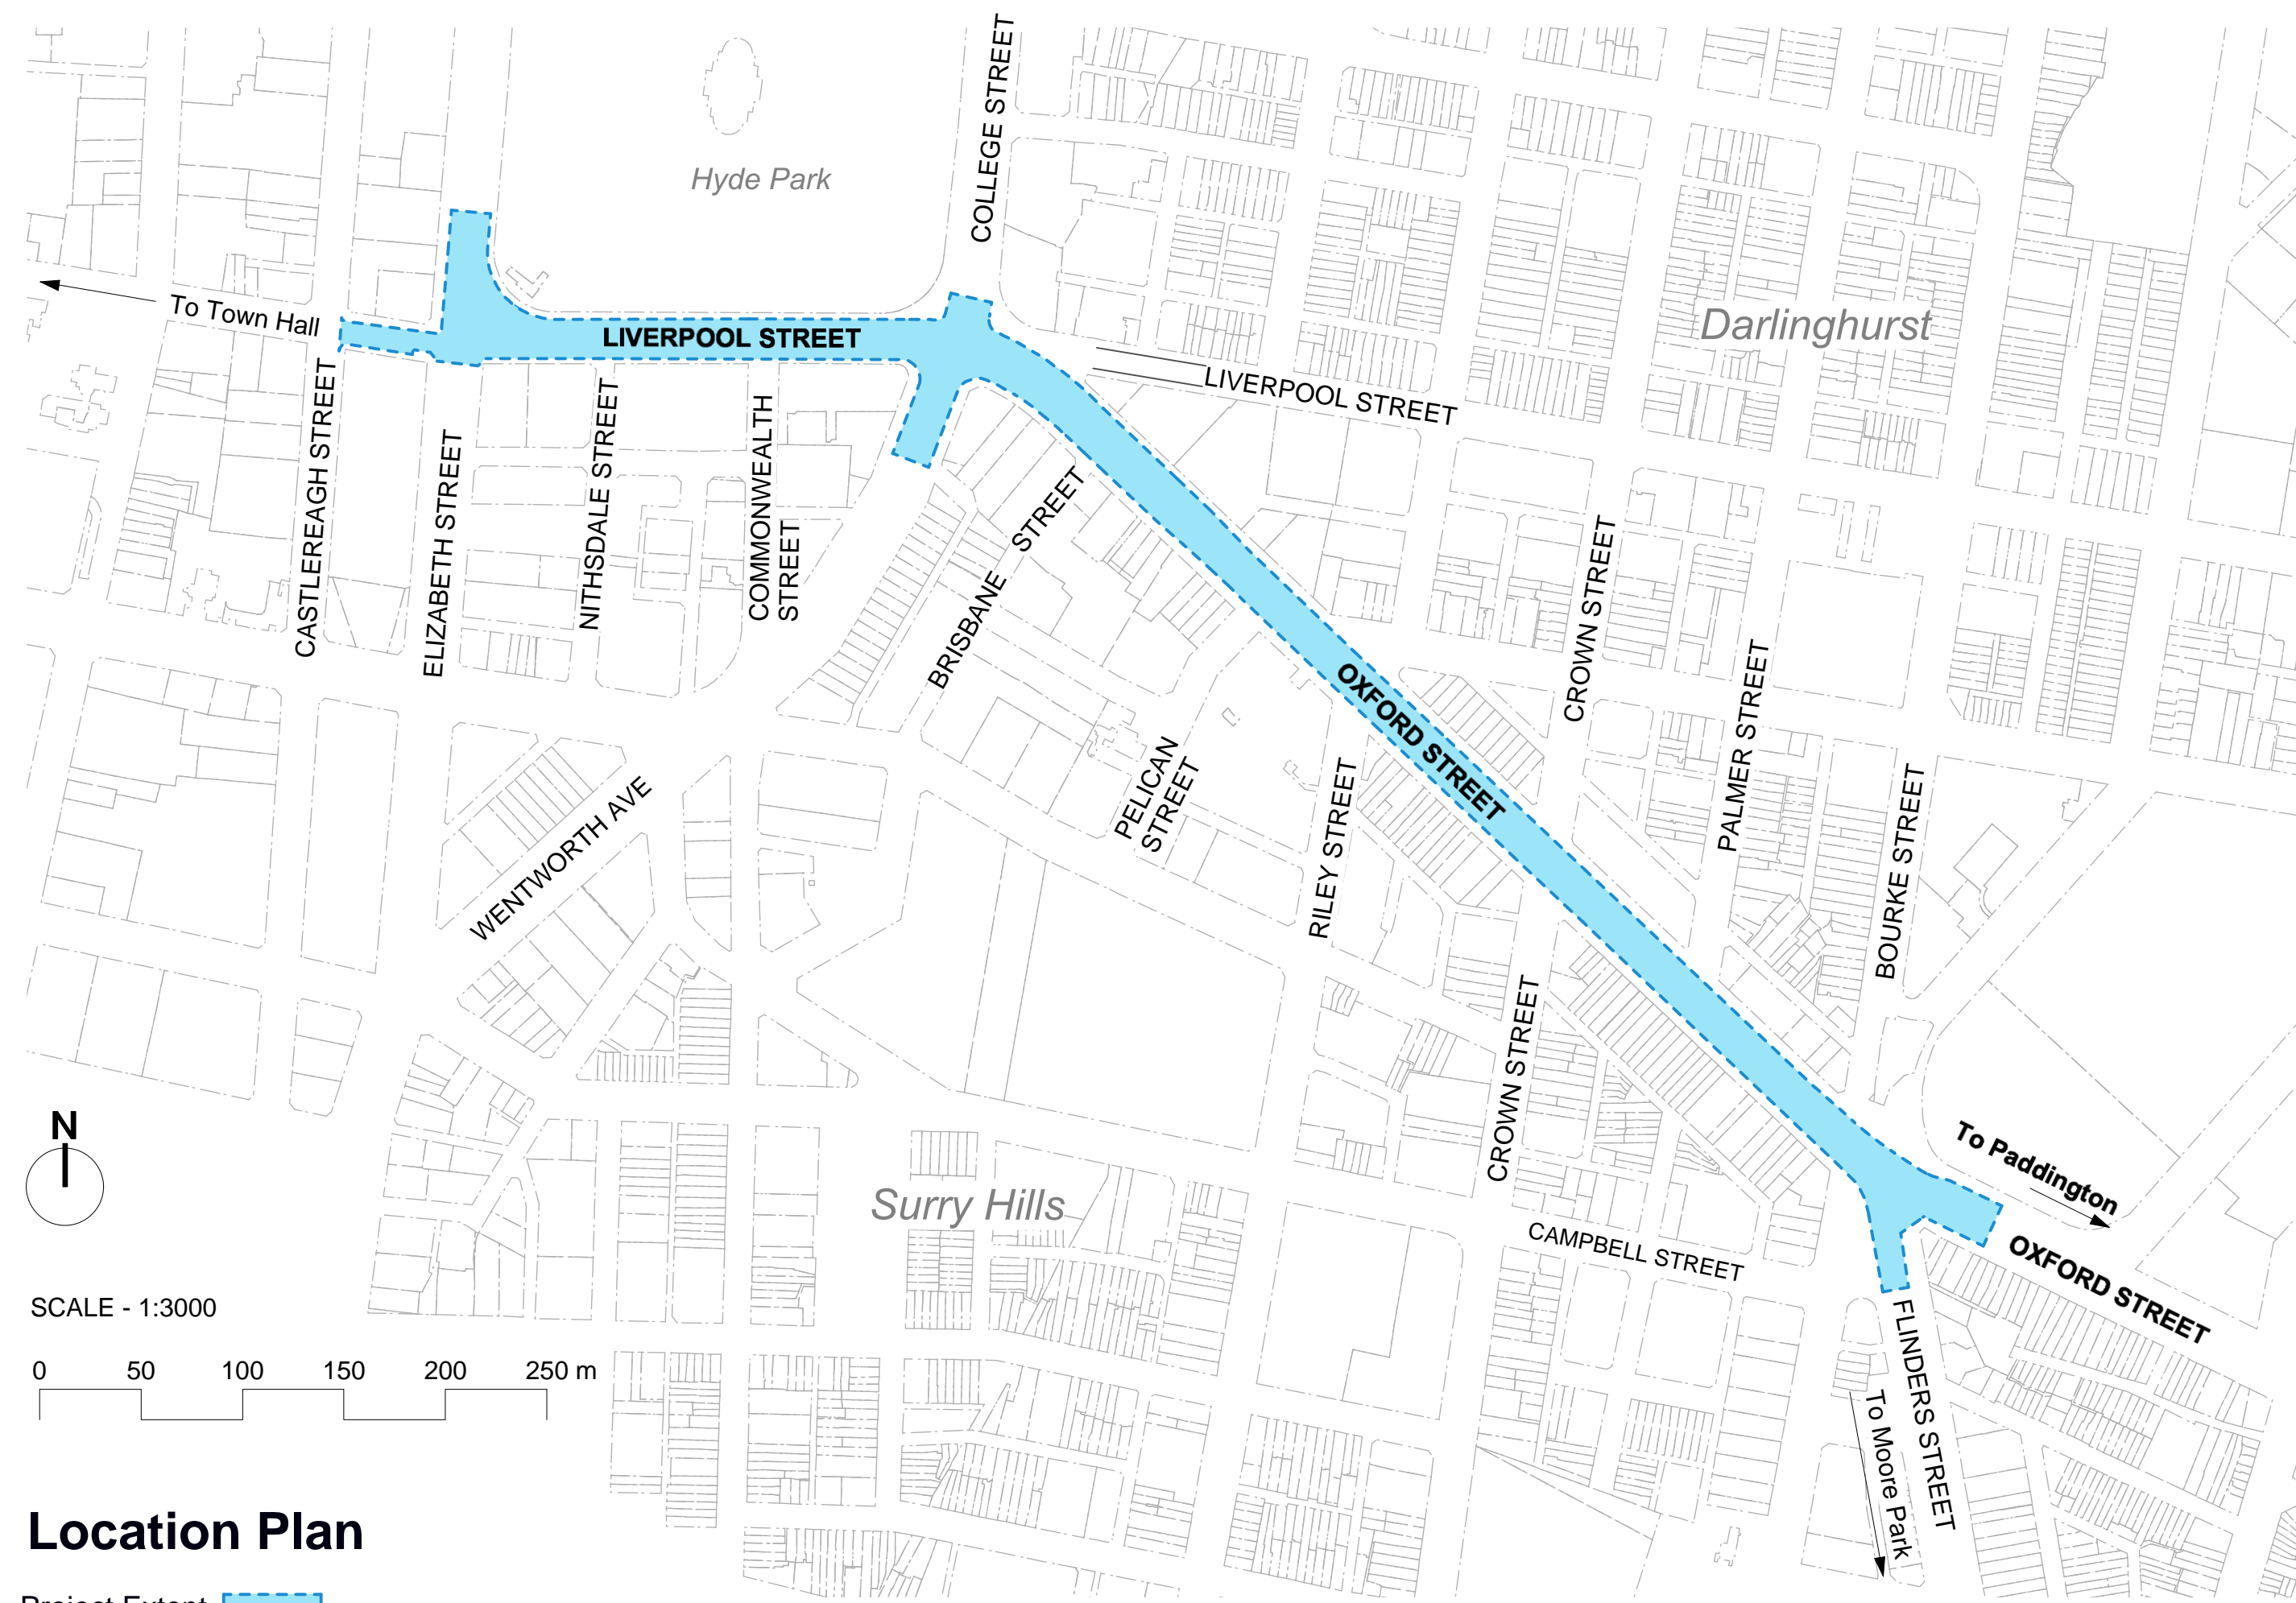 COLLEGE STREET
Hyde Park
To Town Hall
LIVERPOOL STREET
Darlinghurst
LIVERPOOL STREET
CASTLEREAGH STREET
ELIZABETH STREET
NITHSDALE STREET
COMMONWEALTH
STREET
BRISBANE STREET
CROWN STREET
OXFORD STREET
PALMER STREET
PELICAN
STREET
RILEY STREET
BOURKE STREET
WENTWORTH AVE
CROWN STREET
N
To Paddington
Surry Hills
CAMPBELL STREET
OXFORD STREET
SCALE - 1:3000
0 50 100 150 200 250 m
FLINDERS STREET
To Moore Park
Location Plan
Project Extent